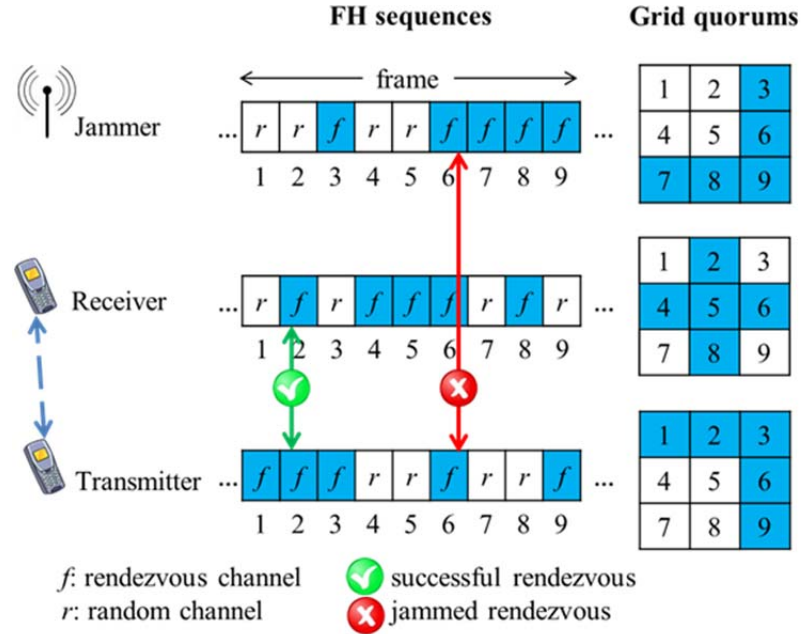 FH sequences Grid quorums
frame
Jammer ... r r f r r f f f f ...
1 2 3 4 5 6 7 8 9
1 2 3
4 5 6
7 8 9
Receiver ... r f r f f f r f r ...
1 2 3 4 5 6 7 8 9
1 2 3
4 5 6
7 8 9
Transmitter ... f f f r r f r r f ...
1 2 3 4 5 6 7 8 9
1 2 3
4 5 6
7 8 9
f: rendezvous channel successful rendezvous
r: random channel jammed rendezvous